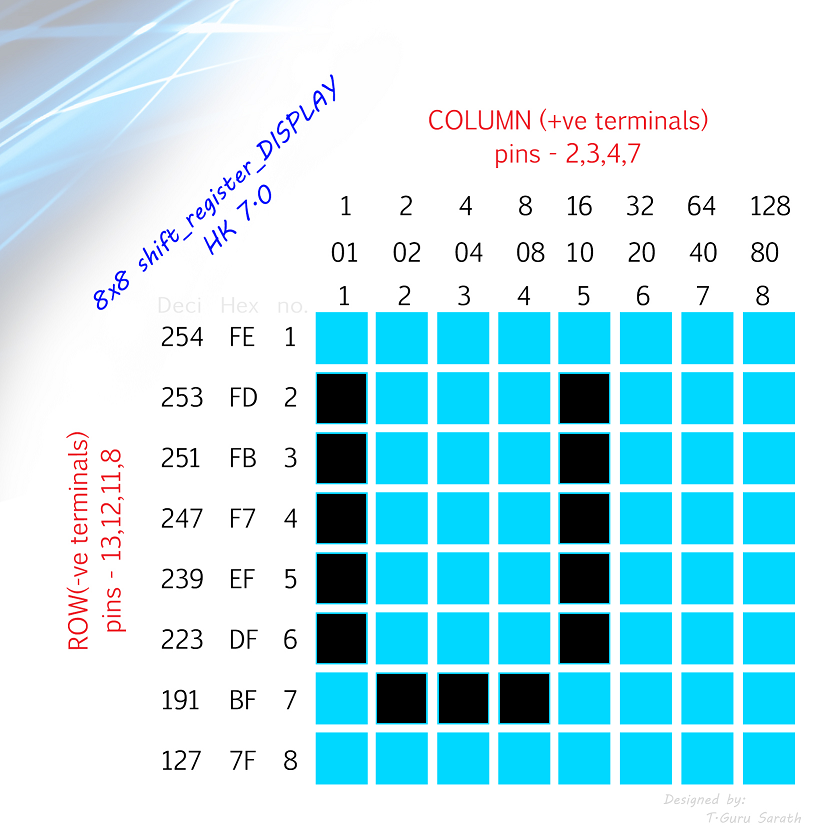 8x8 shift_register_DISPLAY
HK 7.0
COLUMN (+ve terminals)
pins - 2,3,4,7
1 2 4 8 16 32 64 128
01 02 04 08 10 20 40 80
1 2 3 4 5 6 7 8
Deci Hex no.
254 FE 1
253 FD 2
251 FB 3
247 F7 4
239 EF 5
223 DF 6
191 BF 7
127 7F 8
ROW(-ve terminals)
pins - 13,12,11,8
Designed by:
T.Guru Sarath